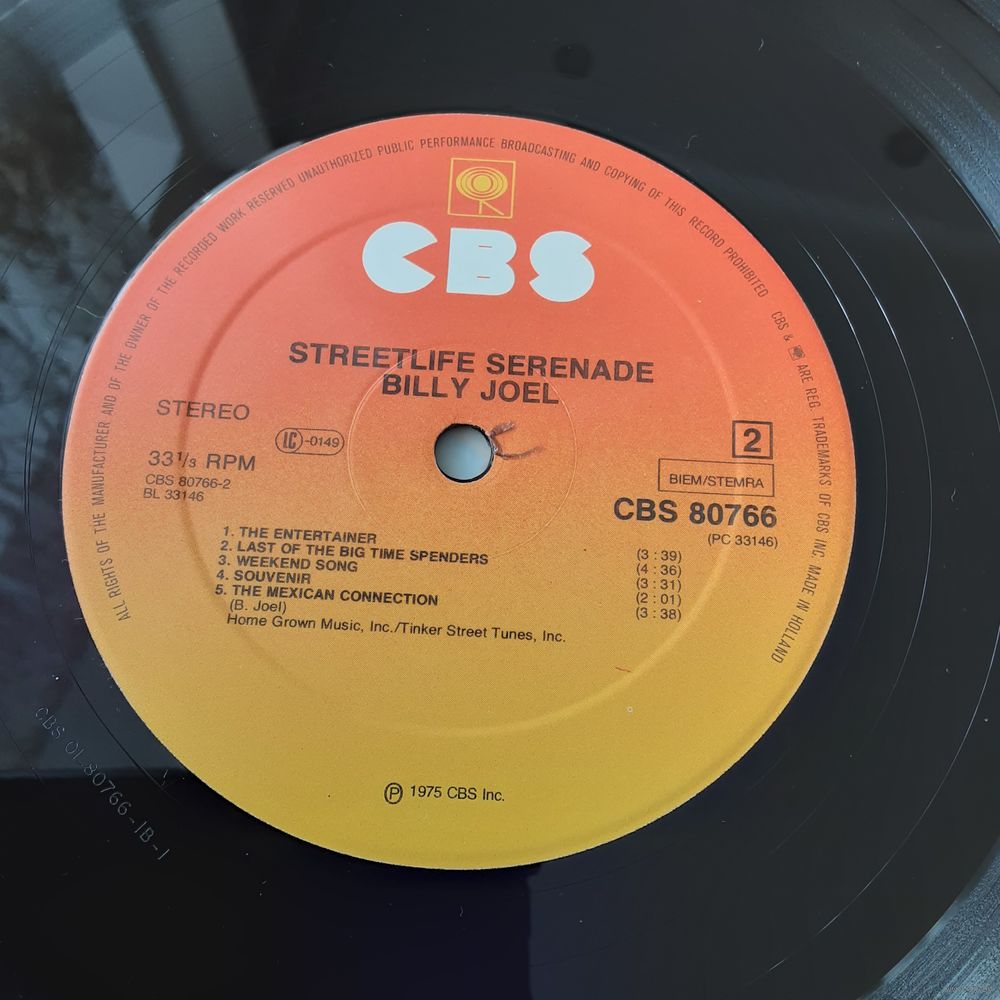 ALL RIGHTS OF THE MANUFACTURER AND OF THE OWNER OF THE RECORDED WORK RESERVED UNAUTHORIZED PUBLIC PERFORMANCE BROADCASTING AND COPYING OF THIS RECORD PROHIBITED CBS & ARE REG. TRADEMARKS OF CBS INC. MADE IN HOLLAND
CBS
STREETLIFE SERENADE
BILLY JOEL
STEREO
LC-0149
33 1/3 RPM
CBS 80766-2
BL 33146
2
BIEM/STEMRA
CBS 80766
(PC 33146)
1. THE ENTERTAINER (3 : 39)
2. LAST OF THE BIG TIME SPENDERS (4 : 36)
3. WEEKEND SONG (3 : 31)
4. SOUVENIR (2 : 01)
5. THE MEXICAN CONNECTION (3 : 38)
(B. Joel)
Home Grown Music, Inc./Tinker Street Tunes, Inc.
Ⓟ 1975 CBS Inc.
CBS 01 80766-1B-1